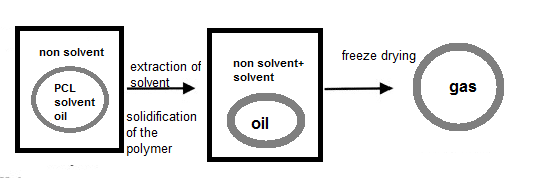 non solvent
PCL
solvent
oil
extraction of
solvent
solidification
of the
polymer
non solvent+
solvent
oil
freeze drying
gas